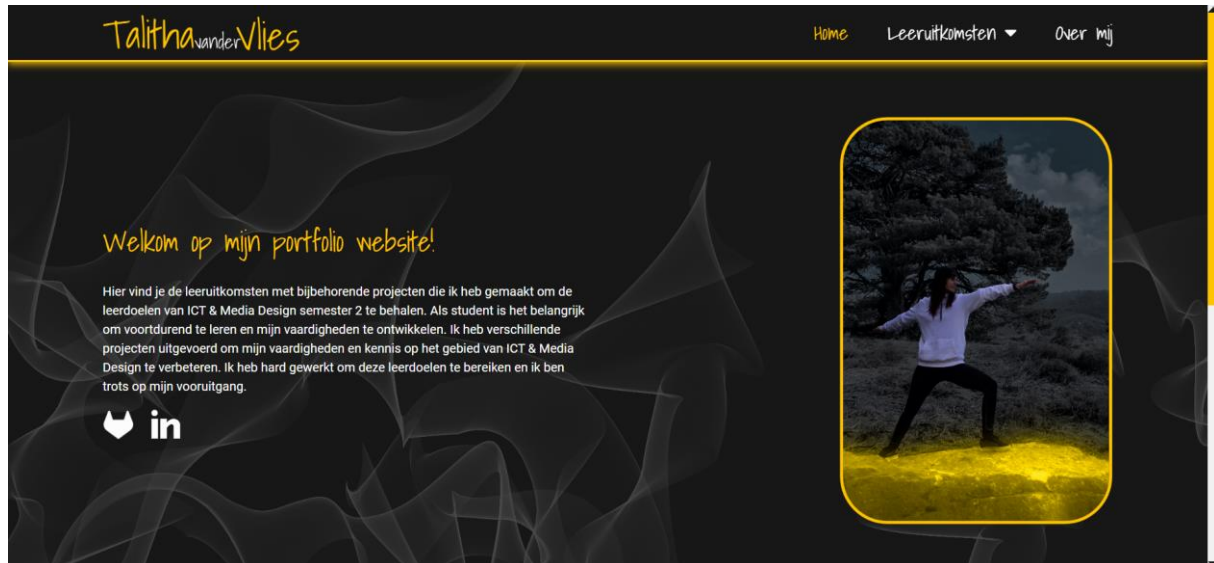 TalithavanderVlies
Home Leeruitkomsten Over mij
Welkom op mijn portfolio website!
Hier vind je de leeruitkomsten met bijbehorende projecten die ik heb gemaakt om de
leerdoelen van ICT & Media Design semester 2 te behalen. Als student is het belangrijk
om voortdurend te leren en mijn vaardigheden te ontwikkelen. Ik heb verschillende
projecten uitgevoerd om mijn vaardigheden en kennis op het gebied van ICT & Media
Design te verbeteren. Ik heb hard gewerkt om deze leerdoelen te bereiken en ik ben
trots op mijn vooruitgang.
in